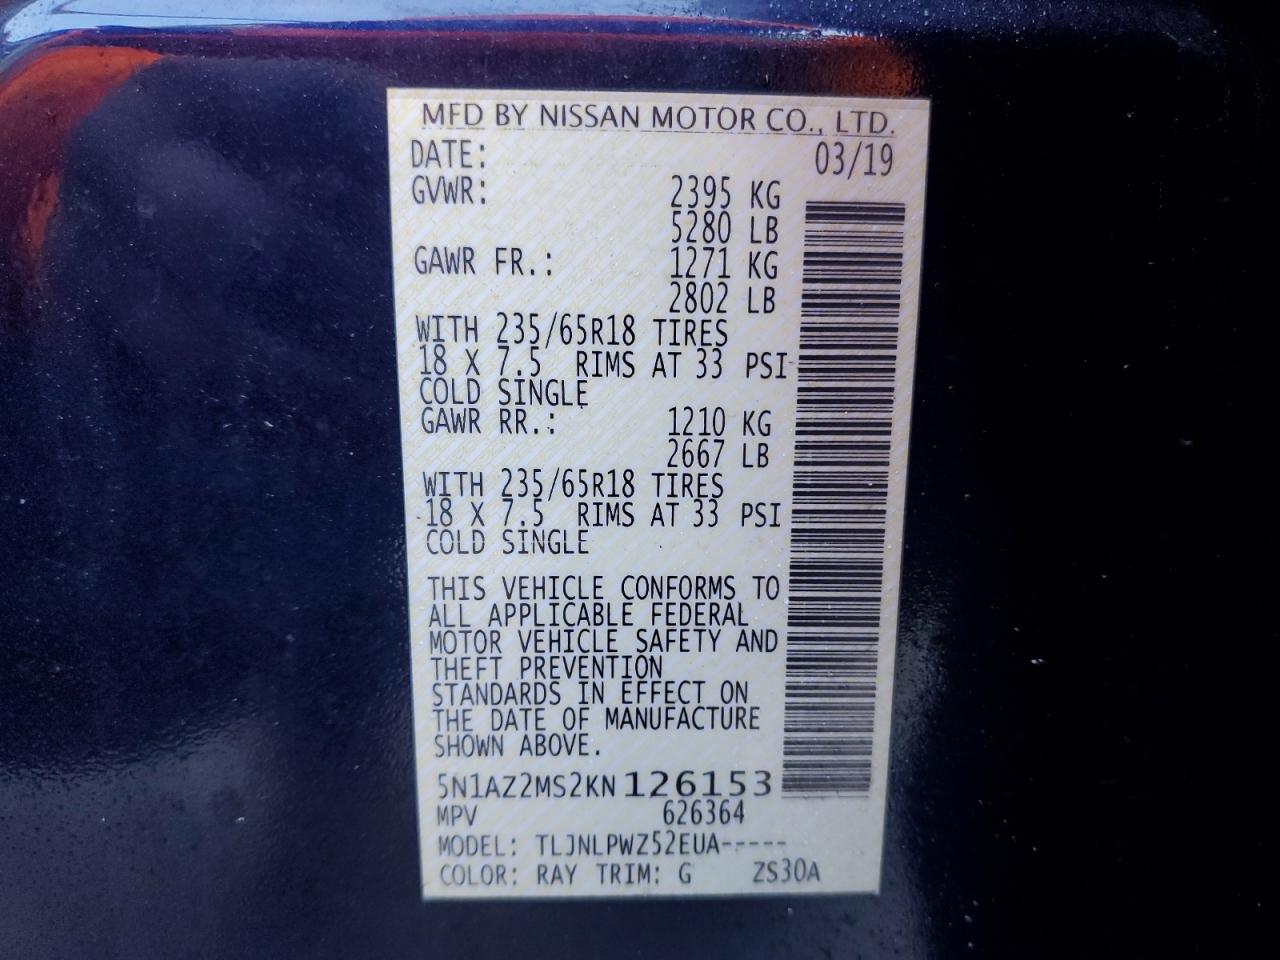 MFD BY NISSAN MOTOR CO., LTD.
DATE: 03/19
GVWR: 2395 KG
5280 LB
GAWR FR.: 1271 KG
2802 LB
WITH 235/65R18 TIRES
18 X 7.5 RIMS AT 33 PSI
COLD SINGLE
GAWR RR.: 1210 KG
2667 LB
WITH 235/65R18 TIRES
18 X 7.5 RIMS AT 33 PSI
COLD SINGLE
THIS VEHICLE CONFORMS TO
ALL APPLICABLE FEDERAL
MOTOR VEHICLE SAFETY AND
THEFT PREVENTION
STANDARDS IN EFFECT ON
THE DATE OF MANUFACTURE
SHOWN ABOVE.
5N1AZ2MS2KN126153
MPV 626364
MODEL: TLJNLPWZ52EUA-----
COLOR: RAY TRIM: G ZS30A